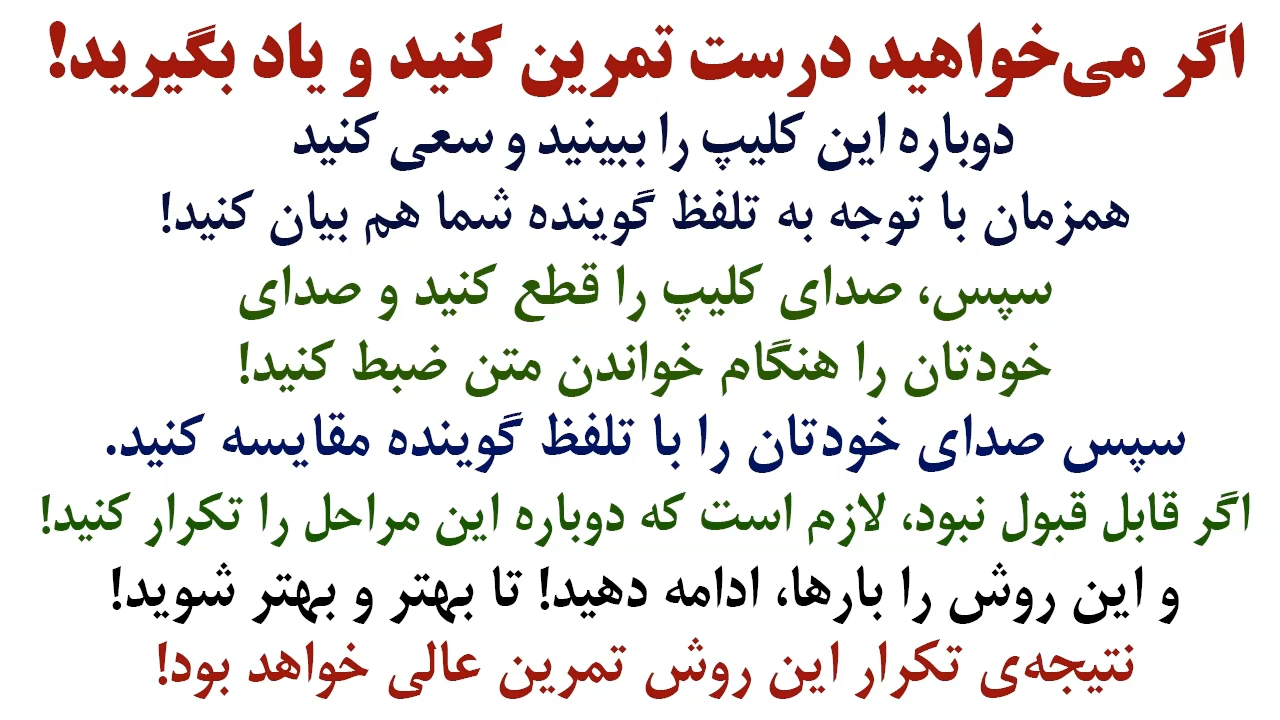 اگر می‌خواهید درست تمرین کنید و یاد بگیرید!
دوباره این کلیپ را ببینید و سعی کنید
همزمان با توجه به تلفظ گوینده شما هم بیان کنید!
سپس، صدای کلیپ را قطع کنید و صدای
خودتان را هنگام خواندن متن ضبط کنید!
سپس صدای خودتان را با تلفظ گوینده مقایسه کنید.
اگر قابل قبول نبود، لازم است که دوباره این مراحل را تکرار کنید!
و این روش را بارها، ادامه دهید! تا بهتر و بهتر شوید!
نتیجه‌ی تکرار این روش تمرین عالی خواهد بود!